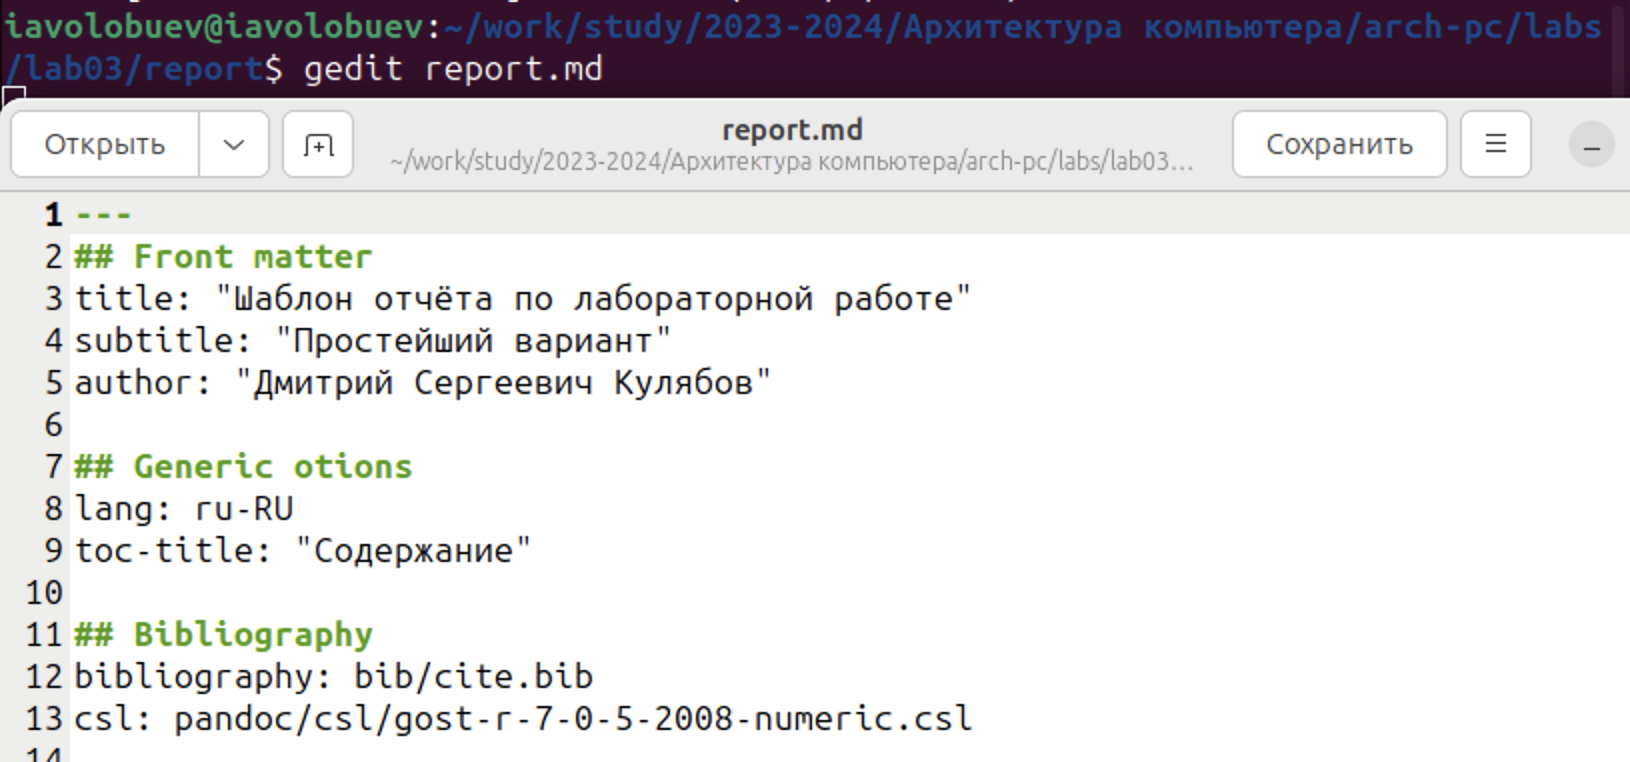 iavolobuev@iavolobuev:~/work/study/2023-2024/Архитектура компьютера/arch-pc/labs
/lab03/report$ gedit report.md
Открыть
report.md
~/work/study/2023-2024/Архитектура компьютера/arch-pc/labs/lab03...
Сохранить
1 ---
2 ## Front matter
3 title: "Шаблон отчёта по лабораторной работе"
4 subtitle: "Простейший вариант"
5 author: "Дмитрий Сергеевич Кулябов"
6
7 ## Generic otions
8 lang: ru-RU
9 toc-title: "Содержание"
10
11 ## Bibliography
12 bibliography: bib/cite.bib
13 csl: pandoc/csl/gost-r-7-0-5-2008-numeric.csl
14